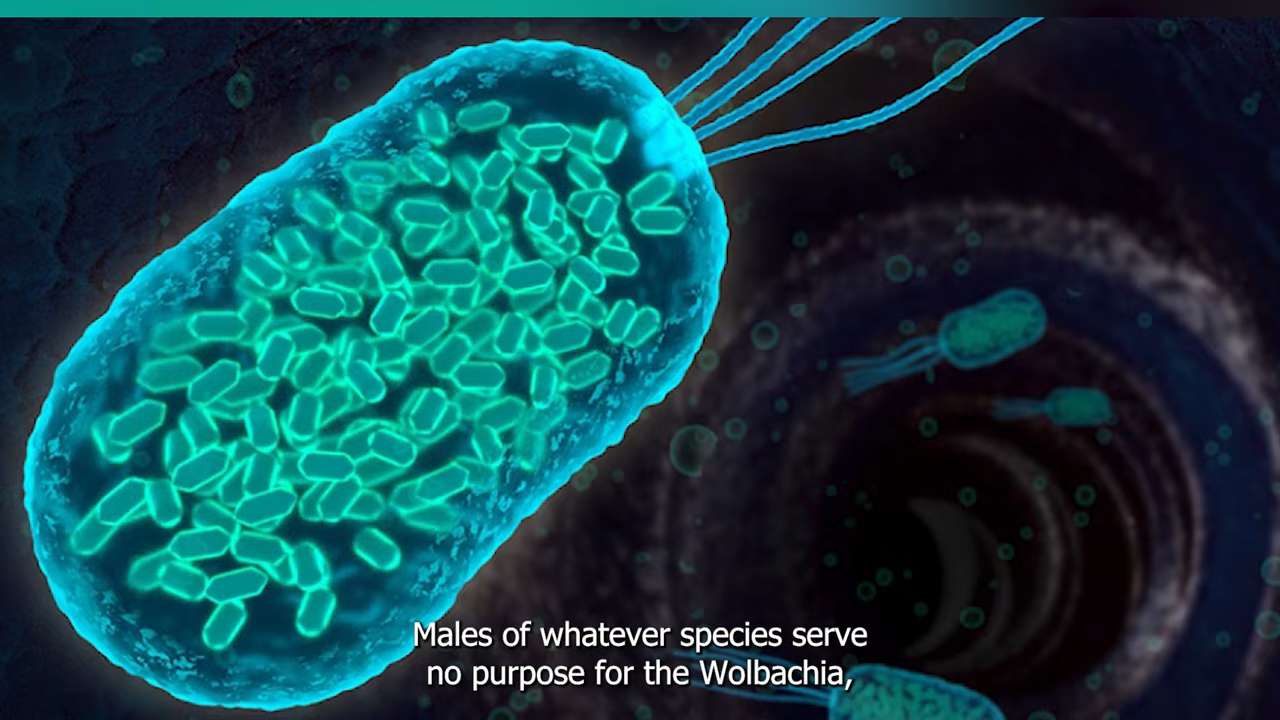 Males of whatever species serve
no purpose for the Wolbachia,